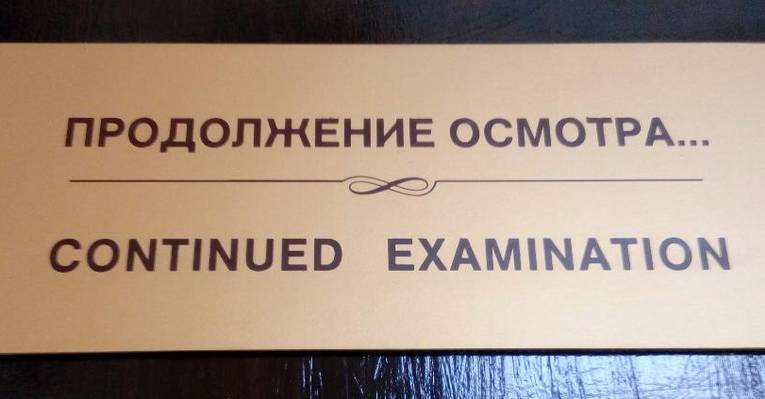 ПРОДОЛЖЕНИЕ ОСМОТРА...
CONTINUED EXAMINATION